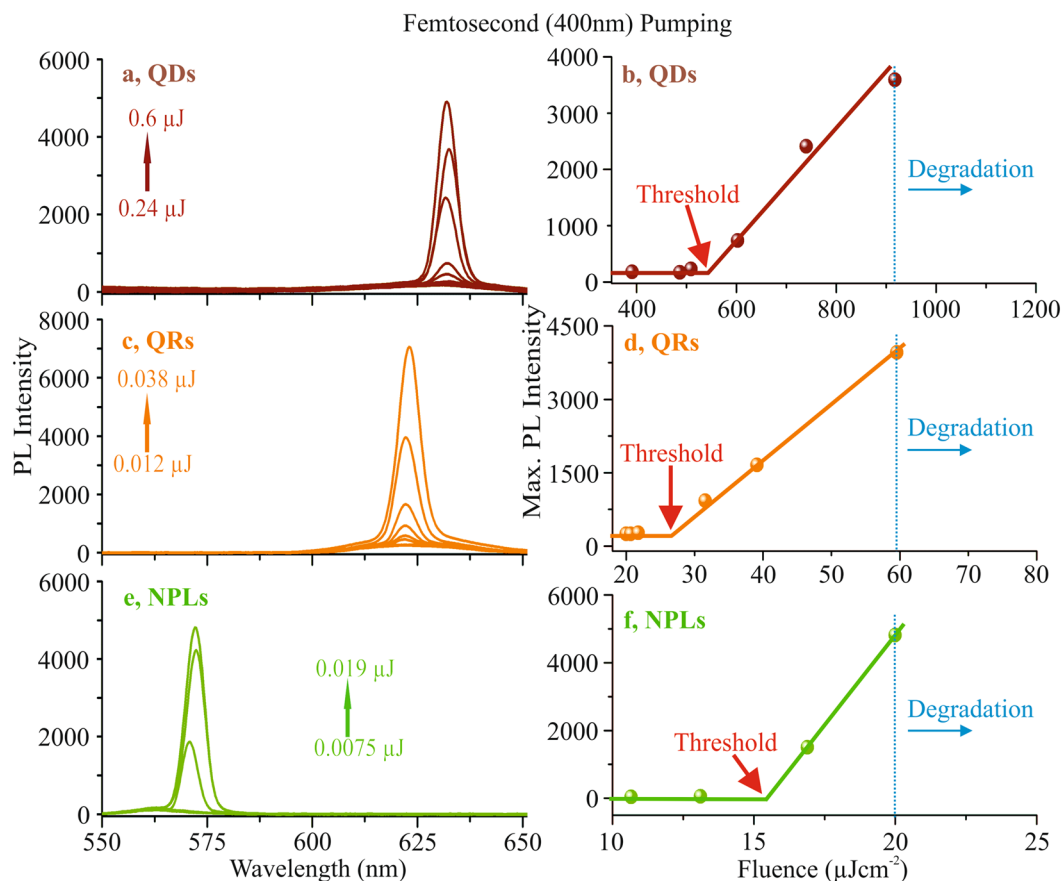 Femtosecond (400nm) Pumping
a, QDs
0.6 µJ
0.24 µJ
6000
4000
2000
0
b, QDs
Threshold
Degradation
4000
3000
2000
1000
0
400 600 800 1000 1200
c, QRs
0.038 µJ
0.012 µJ
8000
6000
4000
2000
0
PL Intensity
d, QRs
Threshold
Degradation
4500
3000
1500
0
20 30 40 50 60 70 80
Max. PL Intensity
e, NPLs
0.019 µJ
0.0075 µJ
6000
4000
2000
0
550 575 600 625 650
Wavelength (nm)
f, NPLs
Threshold
Degradation
6000
4000
2000
0
10 15 20 25
Fluence (µJcm-2)